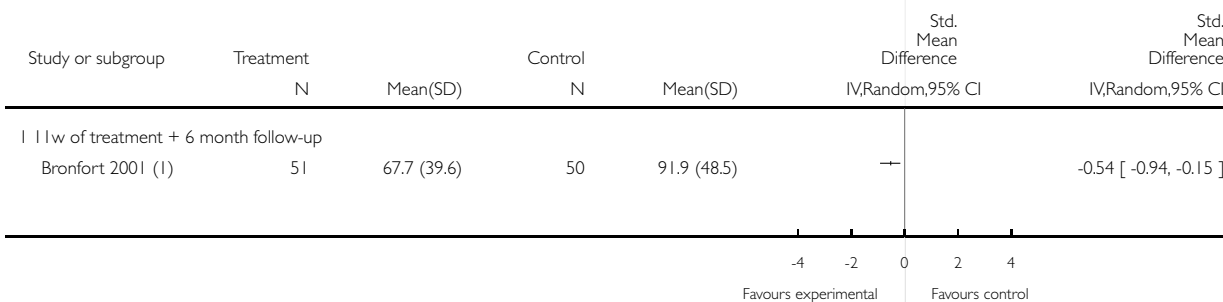 Study or subgroup Treatment Control Std. Mean Difference Std. Mean Difference
N Mean(SD) N Mean(SD) IV,Random,95% CI IV,Random,95% CI
1 11w of treatment + 6 month follow-up
Bronfort 2001 (1) 51 67.7 (39.6) 50 91.9 (48.5) -0.54 [ -0.94, -0.15 ]
-4 -2 0 2 4
Favours experimental Favours control